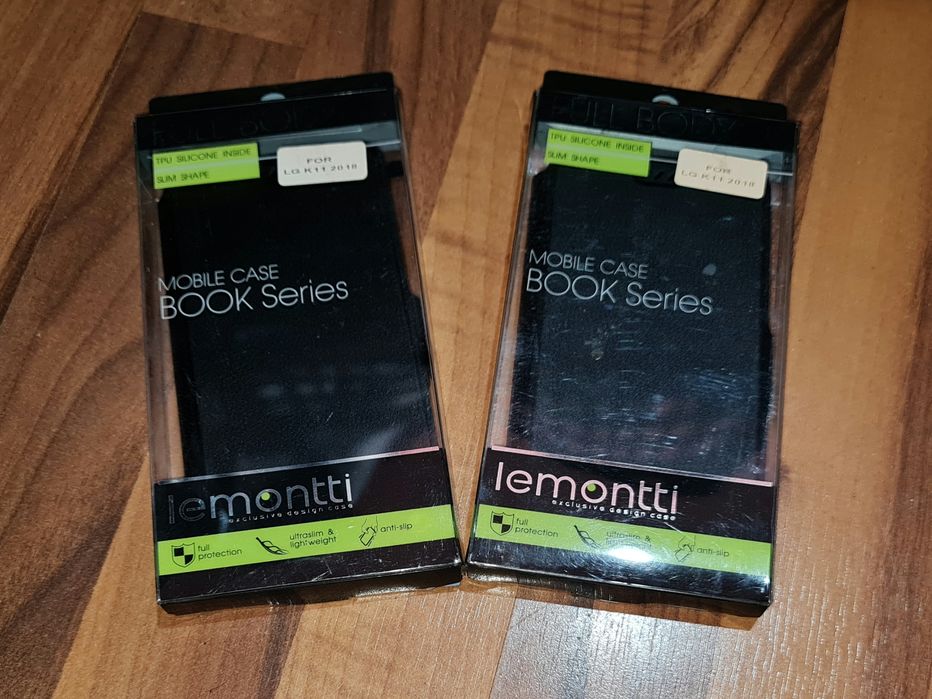 FULL BODY
TPU SILICONE INSIDE
SLIM SHAPE
FOR
LG K11 2018
MOBILE CASE
BOOK Series
lemontti
exclusive design case
full
protection
ultraslim &
lightweight
anti-slip
FULL BODY
TPU SILICONE INSIDE
SLIM SHAPE
FOR
LG K11 2018
MOBILE CASE
BOOK Series
lemontti
exclusive design case
full
protection
ultraslim &
anti-slip